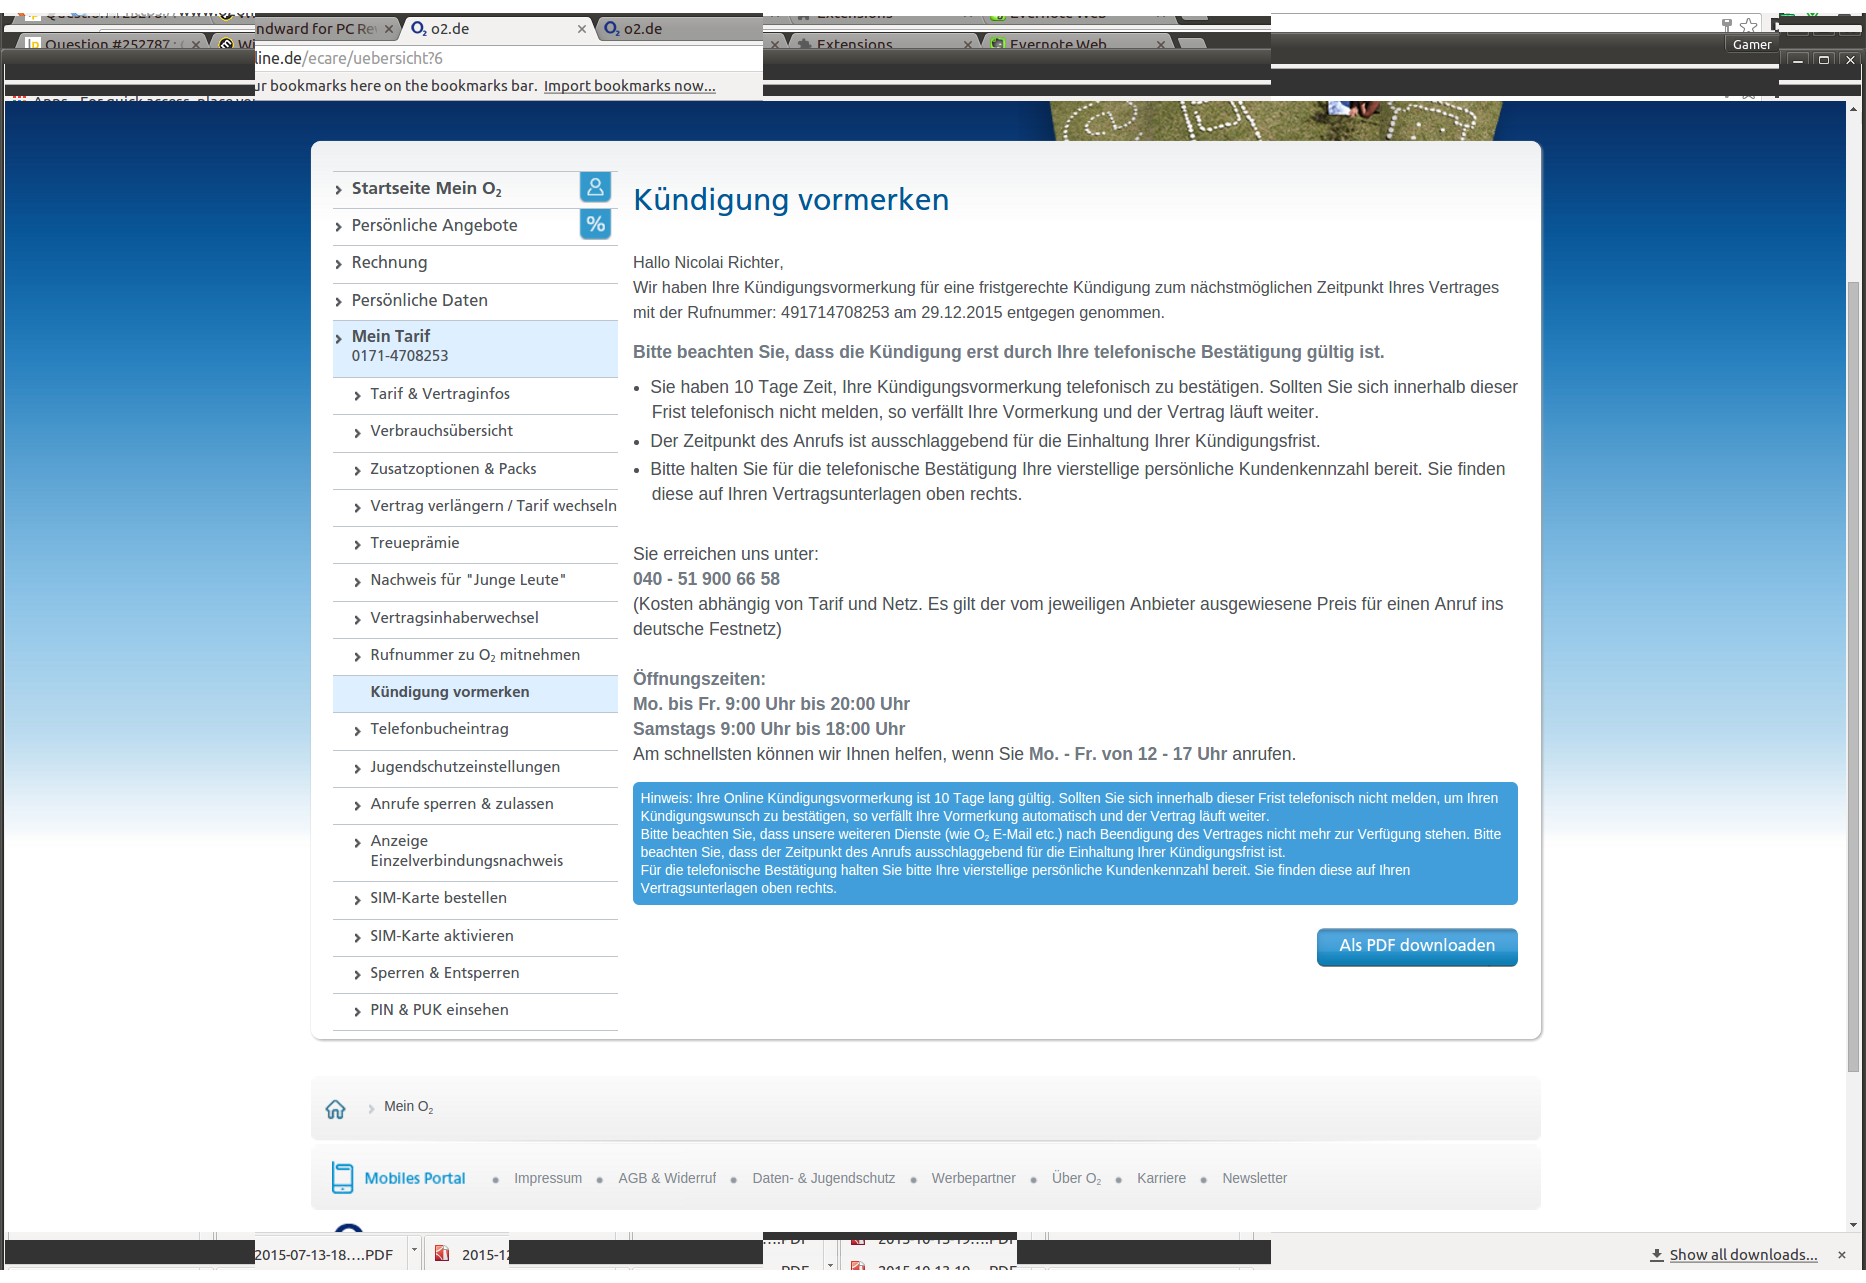 ndward for PC Re
o2.de
o2.de
Extensions
Evernote Web
Question #252787 :
Extensions
Evernote Web
Gamer
line.de/ecare/uebersicht?6
ur bookmarks here on the bookmarks bar. Import bookmarks now...
Startseite Mein O₂
Persönliche Angebote
%
Rechnung
Persönliche Daten
Mein Tarif
0171-4708253
Tarif & Vertraginfos
Verbrauchsübersicht
Zusatzoptionen & Packs
Vertrag verlängern / Tarif wechseln
Treueprämie
Nachweis für "Junge Leute"
Vertragsinhaberwechsel
Rufnummer zu O₂ mitnehmen
Kündigung vormerken
Telefonbucheintrag
Jugendschutzeinstellungen
Anrufe sperren & zulassen
Anzeige
Einzelverbindungsnachweis
SIM-Karte bestellen
SIM-Karte aktivieren
Sperren & Entsperren
PIN & PUK einsehen
Kündigung vormerken
Hallo Nicolai Richter,
Wir haben Ihre Kündigungsvormerkung für eine fristgerechte Kündigung zum nächstmöglichen Zeitpunkt Ihres Vertrages
mit der Rufnummer: 491714708253 am 29.12.2015 entgegen genommen.
Bitte beachten Sie, dass die Kündigung erst durch Ihre telefonische Bestätigung gültig ist.
• Sie haben 10 Tage Zeit, Ihre Kündigungsvormerkung telefonisch zu bestätigen. Sollten Sie sich innerhalb dieser
Frist telefonisch nicht melden, so verfällt Ihre Vormerkung und der Vertrag läuft weiter.
• Der Zeitpunkt des Anrufs ist ausschlaggebend für die Einhaltung Ihrer Kündigungsfrist.
• Bitte halten Sie für die telefonische Bestätigung Ihre vierstellige persönliche Kundenkennzahl bereit. Sie finden
diese auf Ihren Vertragsunterlagen oben rechts.
Sie erreichen uns unter:
040 - 51 900 66 58
(Kosten abhängig von Tarif und Netz. Es gilt der vom jeweiligen Anbieter ausgewiesene Preis für einen Anruf ins
deutsche Festnetz)
Öffnungszeiten:
Mo. bis Fr. 9:00 Uhr bis 20:00 Uhr
Samstags 9:00 Uhr bis 18:00 Uhr
Am schnellsten können wir Ihnen helfen, wenn Sie Mo. - Fr. von 12 - 17 Uhr anrufen.
Hinweis: Ihre Online Kündigungsvormerkung ist 10 Tage lang gültig. Sollten Sie sich innerhalb dieser Frist telefonisch nicht melden, um Ihren
Kündigungswunsch zu bestätigen, so verfällt Ihre Vormerkung automatisch und der Vertrag läuft weiter.
Bitte beachten Sie, dass unsere weiteren Dienste (wie O₂ E-Mail etc.) nach Beendigung des Vertrages nicht mehr zur Verfügung stehen. Bitte
beachten Sie, dass der Zeitpunkt des Anrufs ausschlaggebend für die Einhaltung Ihrer Kündigungsfrist ist.
Für die telefonische Bestätigung halten Sie bitte Ihre vierstellige persönliche Kundenkennzahl bereit. Sie finden diese auf Ihren
Vertragsunterlagen oben rechts.
Als PDF downloaden
Mein O₂
Mobiles Portal • Impressum • AGB & Widerruf • Daten- & Jugendschutz • Werbepartner • Über O₂ • Karriere • Newsletter
2015-07-13-18....PDF
2015-12
Show all downloads...